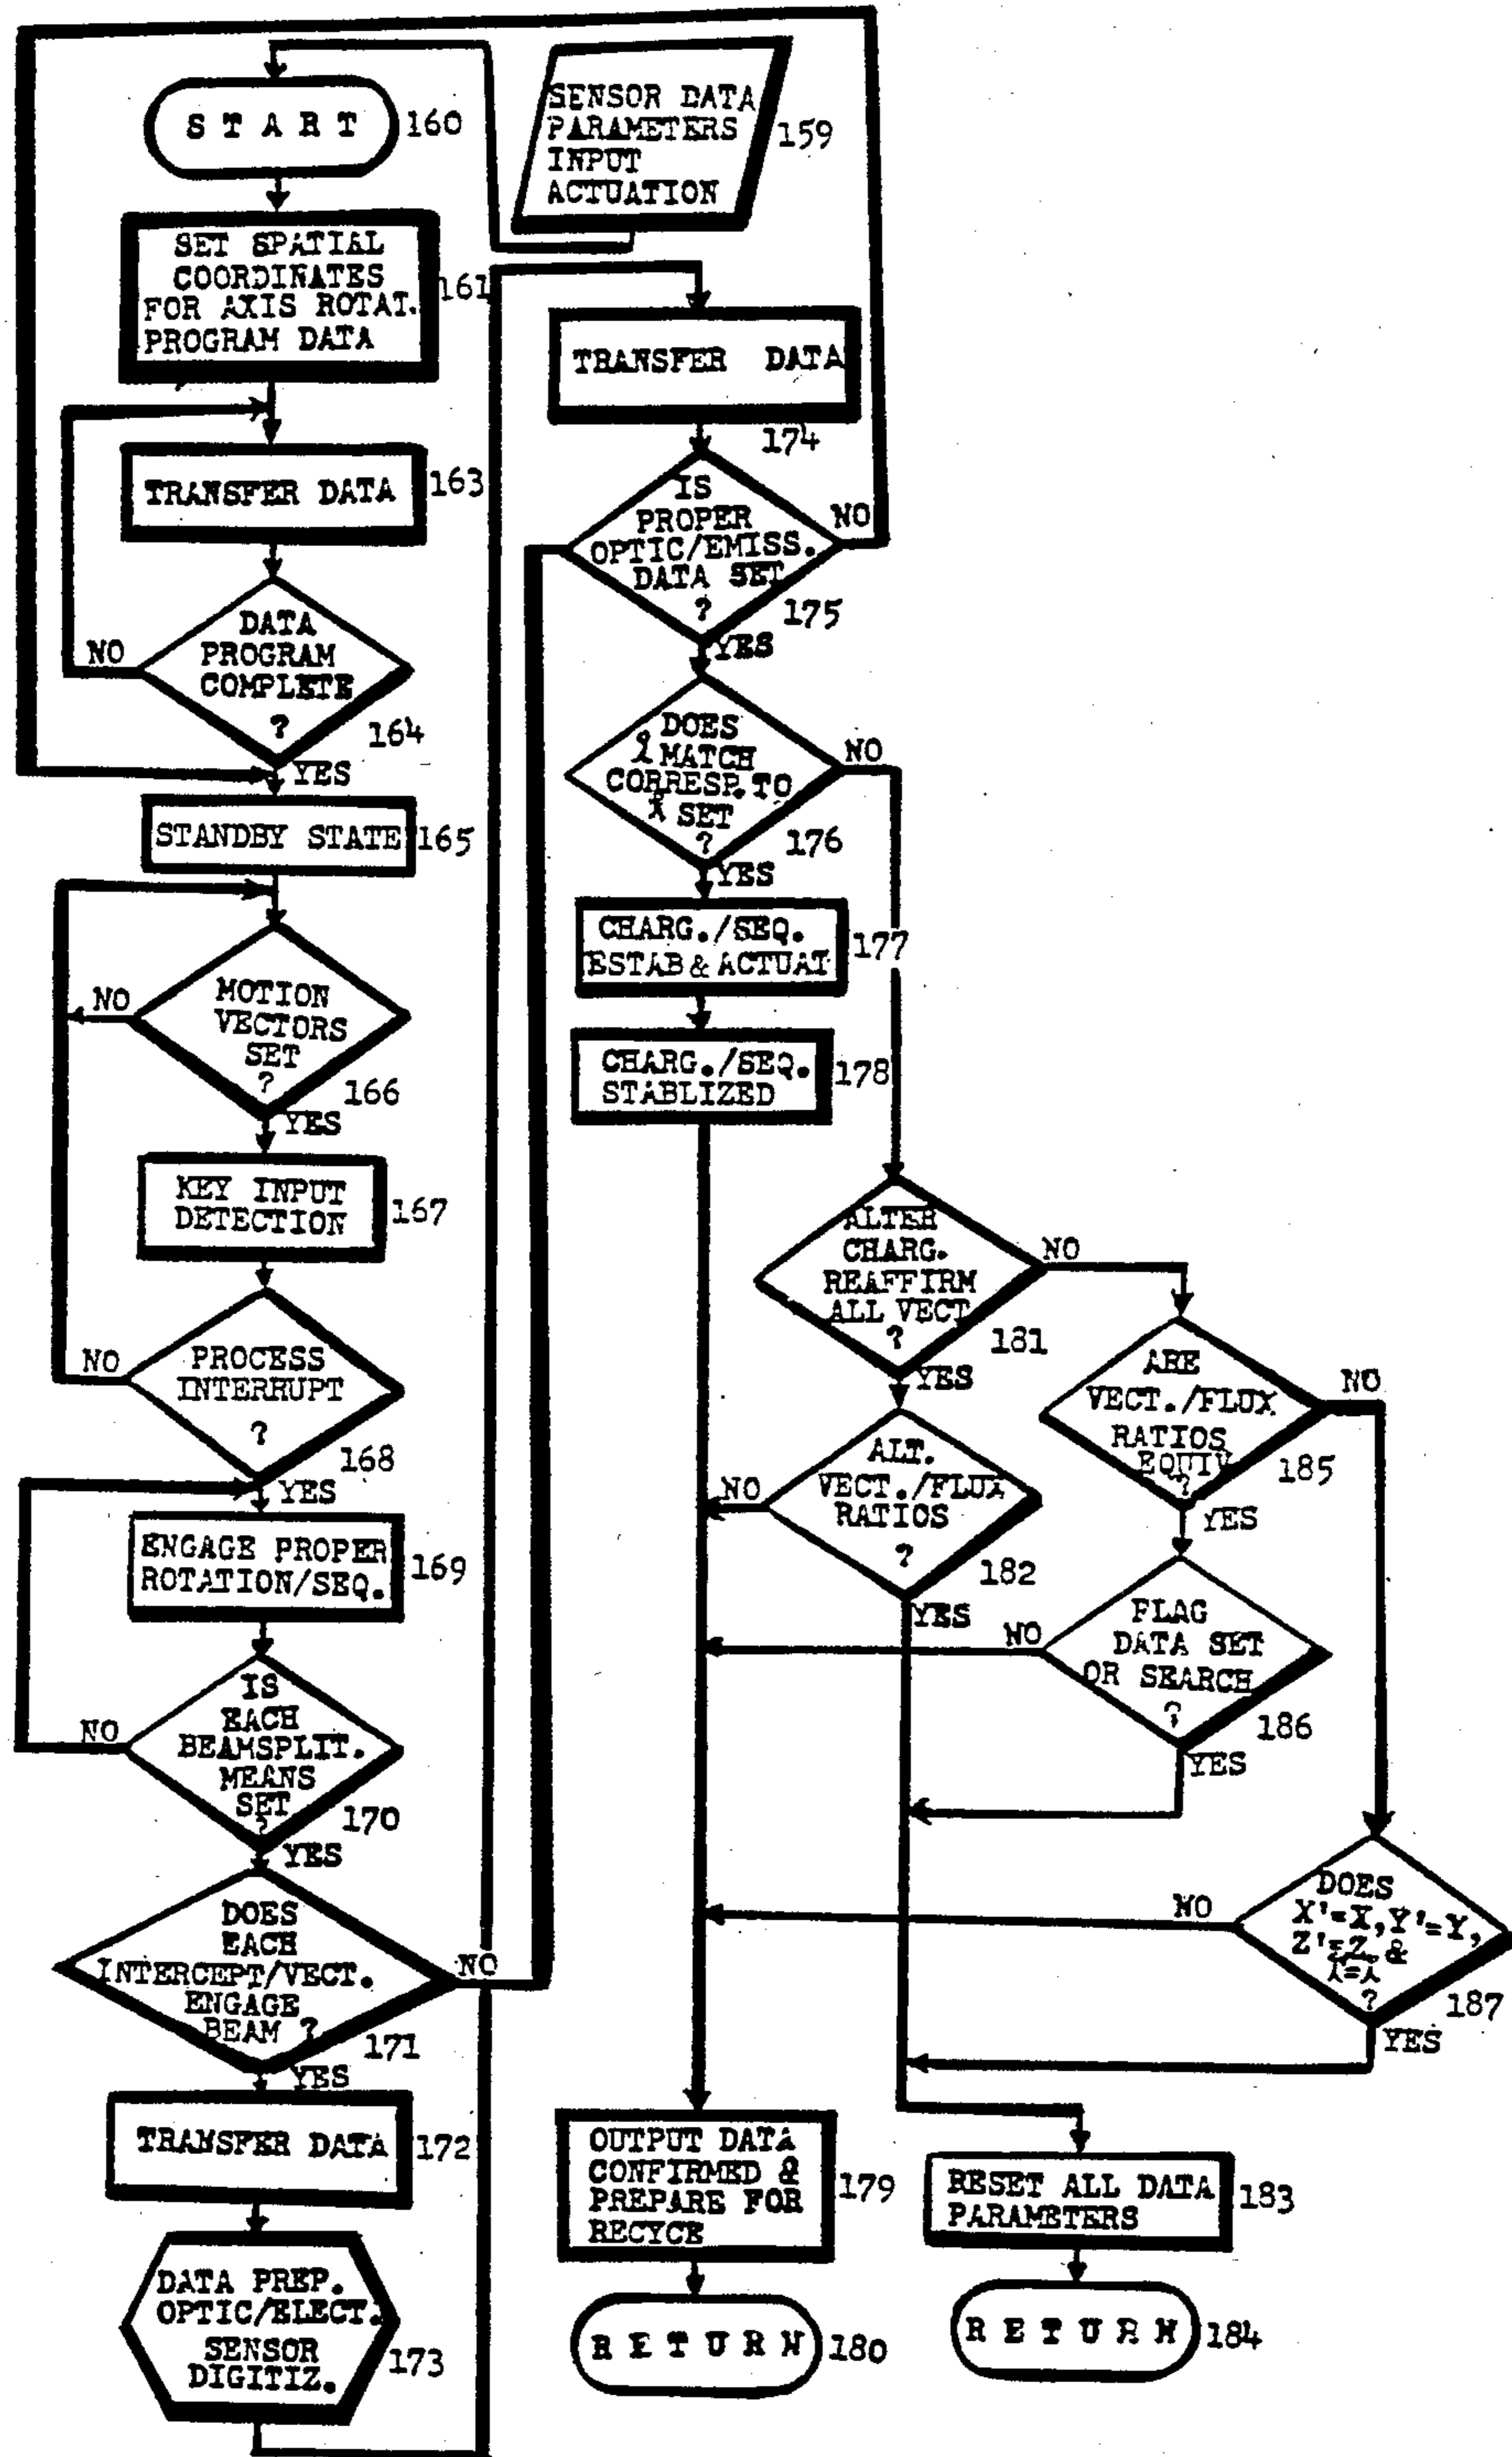 S T A R T
160
SENSOR DATA
PARAMETERS
INPUT
ACTUATION
159
SET SPATIAL
COORDINATES
FOR AXIS ROTAT.
PROGRAM DATA
161
TRANSFER DATA
163
DATA
PROGRAM
COMPLETE
?
164
NO
YES
STANDBY STATE
165
MOTION
VECTORS
SET
?
166
NO
YES
KEY INPUT
DETECTION
167
PROCESS
INTERRUPT
?
168
NO
YES
ENGAGE PROPER
ROTATION/SEQ.
169
IS
EACH
BEAMSPLIT.
MEANS
SET
?
170
NO
YES
DOES
EACH
INTERCEPT/VECT.
ENGAGE
BEAM ?
171
NO
YES
TRANSFER DATA
172
DATA PREP.
OPTIC/ELECT.
SENSOR
DIGITIZ.
173
TRANSFER DATA
174
IS
PROPER
OPTIC/EMISS.
DATA SET
?
175
NO
YES
DOES
MATCH
CORRESP. TO
SET
?
176
NO
YES
CHARG./SEQ.
ESTAB & ACTUAT
177
CHARG./SEQ.
STABLIZED
178
ALTER
CHARG.
REAFFIRM
ALL VECT
?
181
NO
YES
ALT.
VECT./FLUX
RATIOS
?
182
NO
YES
ARE
VECT./FLUX
RATIOS
EQUIV
?
185
NO
YES
FLAG
DATA SET
OR SEARCH
?
186
NO
YES
DOES
X'=X, Y'=Y,
Z'=Z &
?
187
NO
YES
OUTPUT DATA
CONFIRMED &
PREPARE FOR
RECYCE
179
R E T U R N
180
RESET ALL DATA
PARAMETERS
183
R E T U R N
184